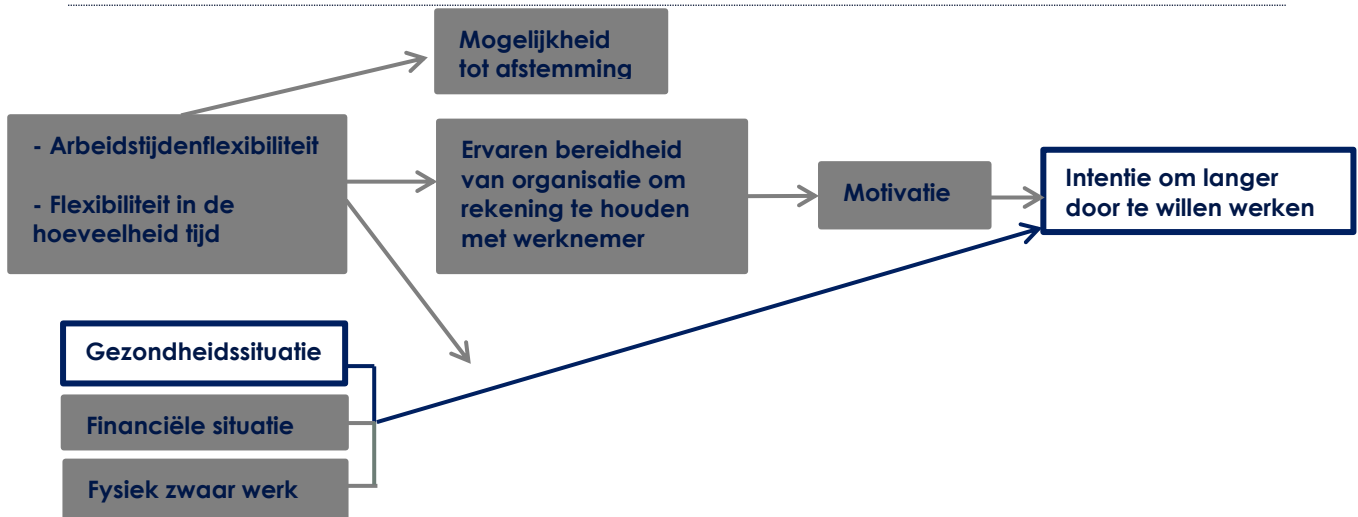 Mogelijkheid
tot afstemming
- Arbeidstijdenflexibiliteit
- Flexibiliteit in de
hoeveelheid tijd
Ervaren bereidheid
van organisatie om
rekening te houden
met werknemer
Motivatie
Intentie om langer
door te willen werken
Gezondheidssituatie
Financiële situatie
Fysiek zwaar werk